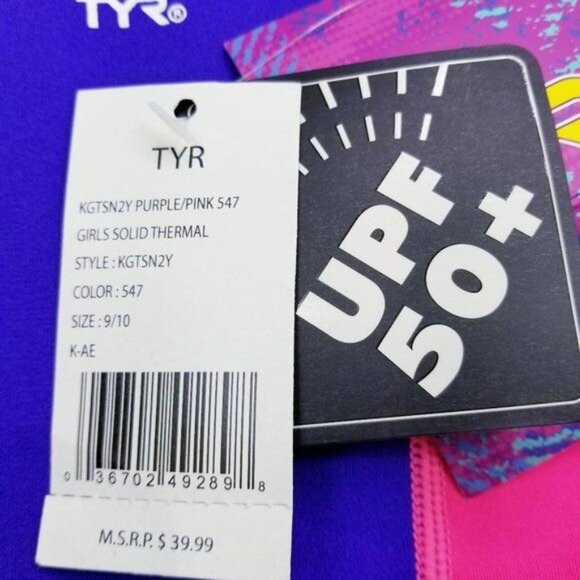 TYR®
TYR
KGTSN2Y PURPLE/PINK 547
GIRLS SOLID THERMAL
STYLE : KGTSN2Y
COLOR : 547
SIZE : 9/10
K-AE
0 36702 49289 8
M.S.R.P. $ 39.99
UPF
50+